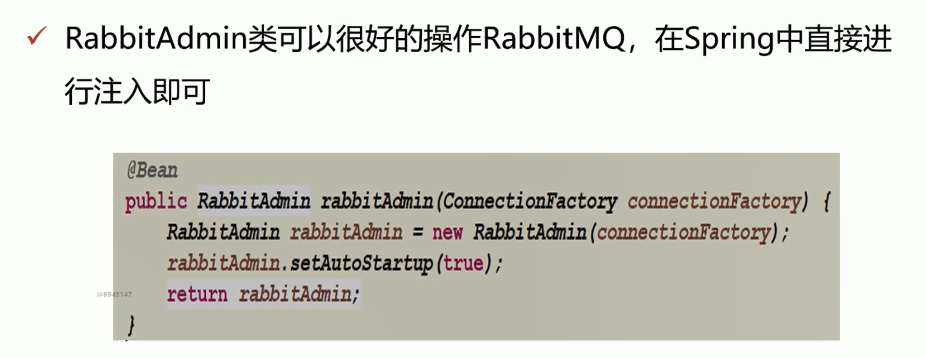 RabbitAdmin类可以很好的操作RabbitMQ，在Spring中直接进
行注入即可
@Bean
public RabbitAdmin rabbitAdmin(ConnectionFactory connectionFactory) {
RabbitAdmin rabbitAdmin = new RabbitAdmin(connectionFactory);
rabbitAdmin.setAutoStartup(true);
return rabbitAdmin;
}